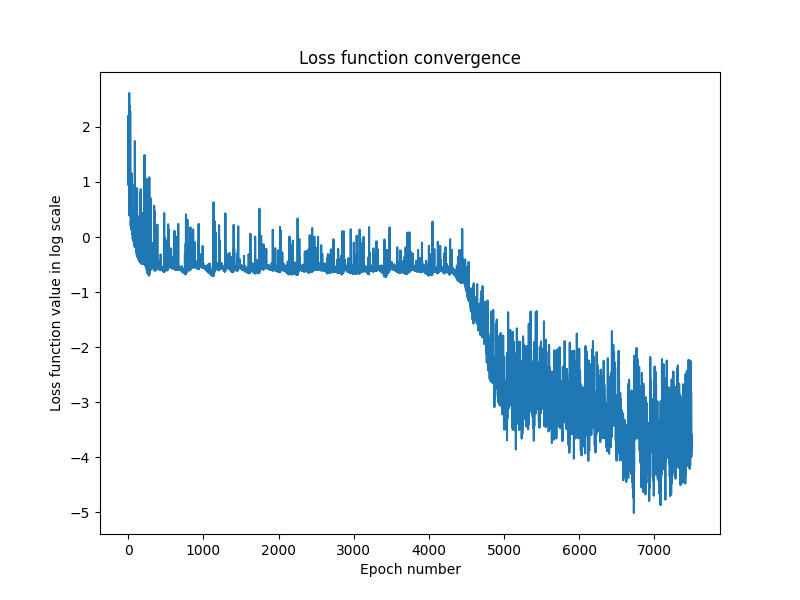 Loss function convergence
Loss function value in log scale
2
1
0
−1
−2
−3
−4
−5
0 1000 2000 3000 4000 5000 6000 7000
Epoch number